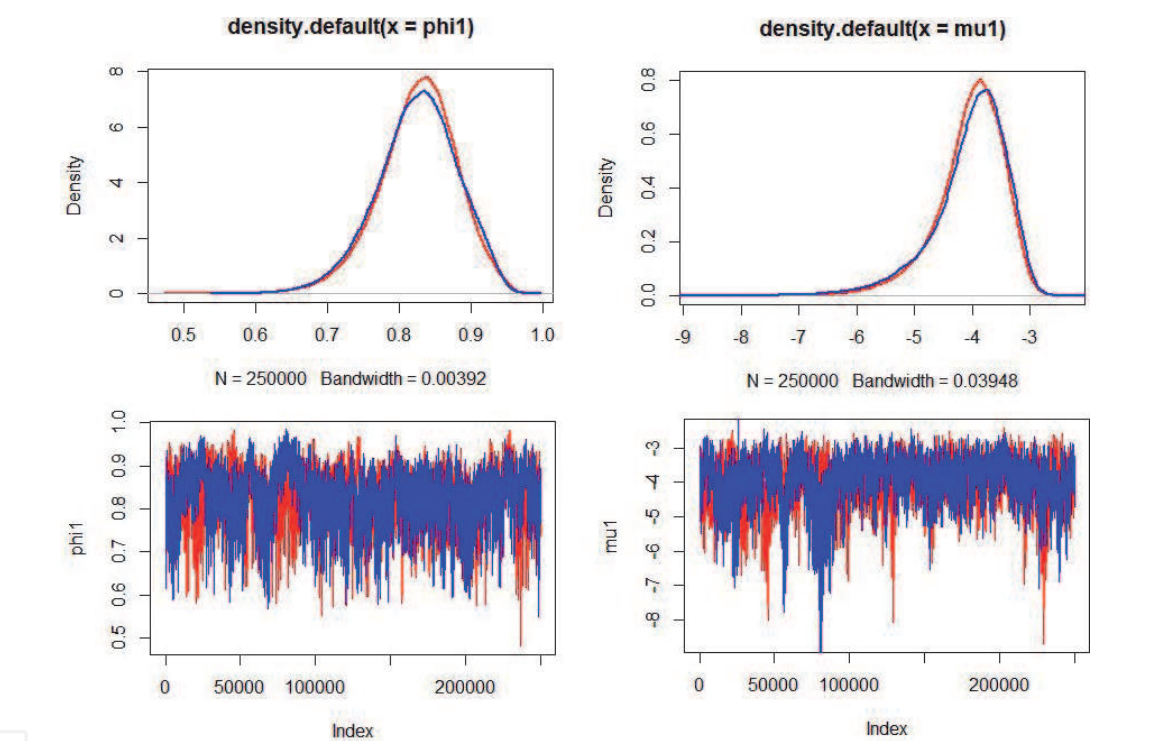 density.default(x = phi1)
Density
0 2 4 6 8
0.5 0.6 0.7 0.8 0.9 1.0
N = 250000 Bandwidth = 0.00392
density.default(x = mu1)
Density
0.0 0.2 0.4 0.6 0.8
-9 -8 -7 -6 -5 -4 -3
N = 250000 Bandwidth = 0.03948
phi1
0.5 0.6 0.7 0.8 0.9 1.0
0 50000 100000 200000
Index
mu1
-8 -7 -6 -5 -4 -3
0 50000 100000 200000
Index